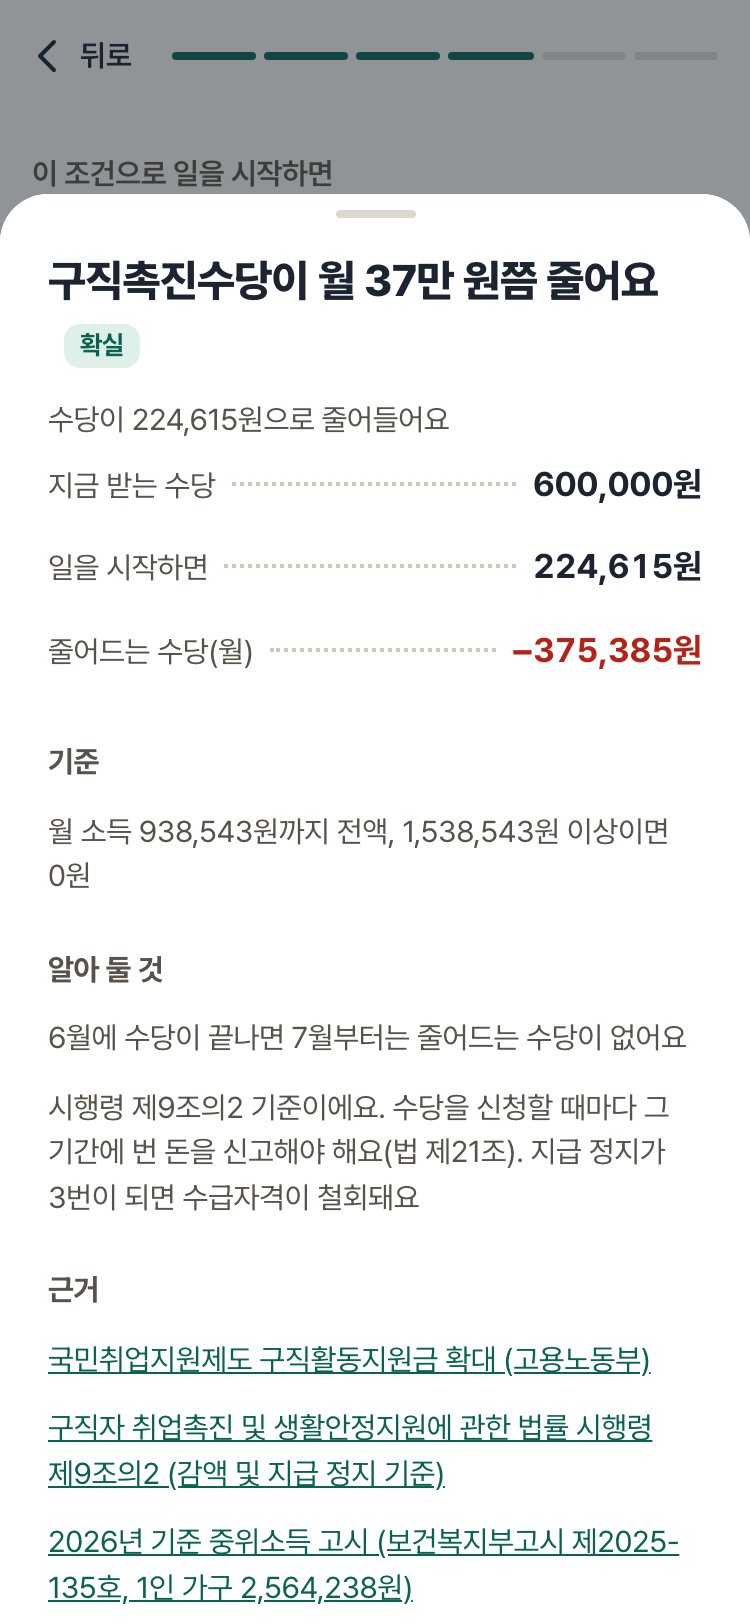 뒤로
이 조건으로 일을 시작하면
구직촉진수당이 월 37만 원쯤 줄어요
확실
수당이 224,615원으로 줄어들어요
지금 받는 수당 600,000원
일을 시작하면 224,615원
줄어드는 수당(월) −375,385원
기준
월 소득 938,543원까지 전액, 1,538,543원 이상이면
0원
알아 둘 것
6월에 수당이 끝나면 7월부터는 줄어드는 수당이 없어요
시행령 제9조의2 기준이에요. 수당을 신청할 때마다 그
기간에 번 돈을 신고해야 해요(법 제21조). 지급 정지가
3번이 되면 수급자격이 철회돼요
근거
국민취업지원제도 구직활동지원금 확대 (고용노동부)
구직자 취업촉진 및 생활안정지원에 관한 법률 시행령
제9조의2 (감액 및 지급 정지 기준)
2026년 기준 중위소득 고시 (보건복지부고시 제2025-
135호, 1인 가구 2,564,238원)